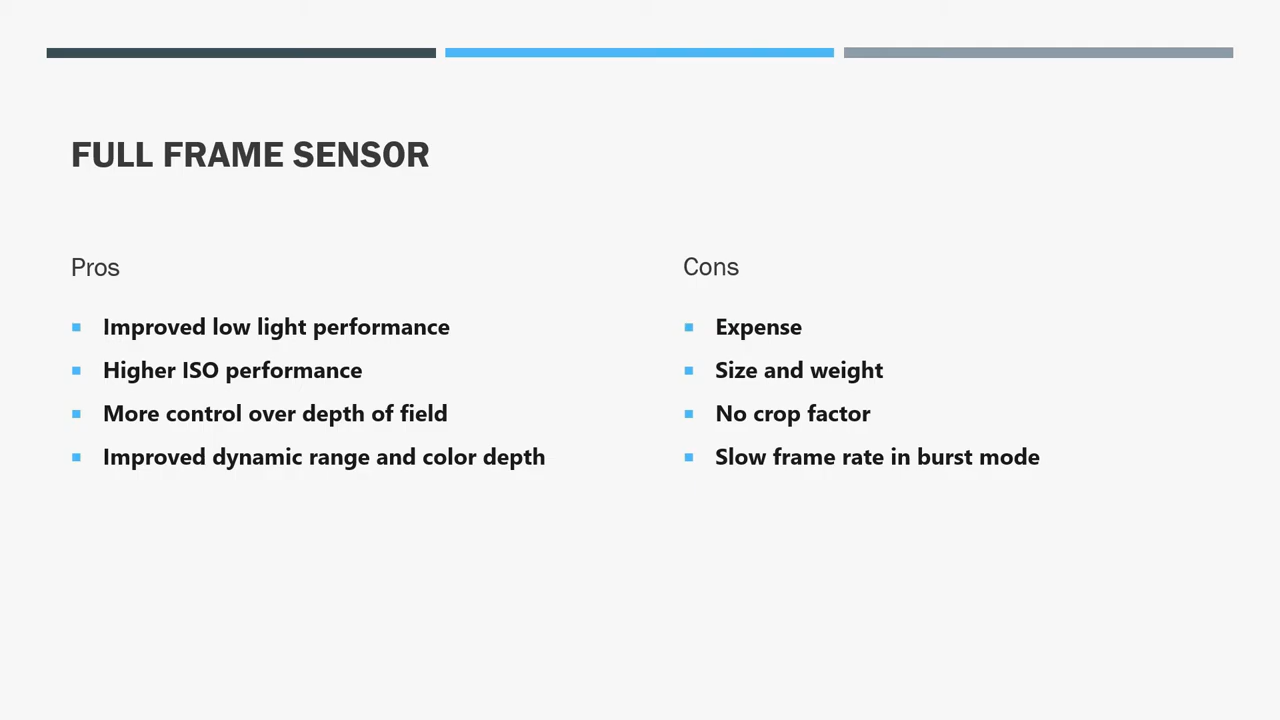 FULL FRAME SENSOR
Pros
Improved low light performance
Higher ISO performance
More control over depth of field
Improved dynamic range and color depth
Cons
Expense
Size and weight
No crop factor
Slow frame rate in burst mode